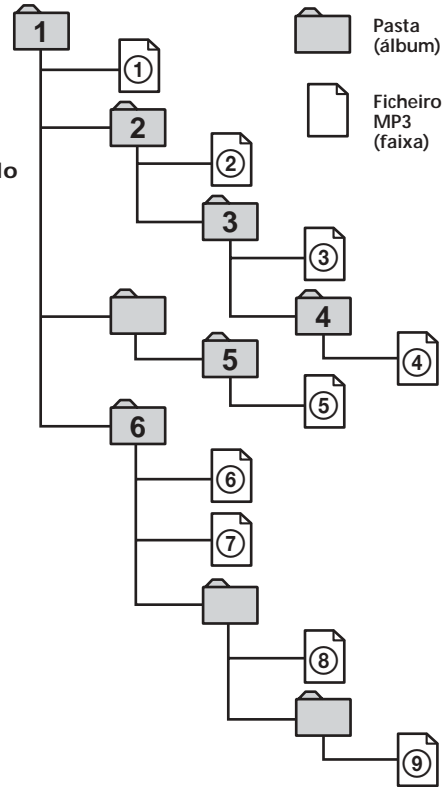 1
Pasta
(álbum)
①
Ficheiro
MP3
(faixa)
2
lo
②
3
③
4
④
5
⑤
6
⑥
⑦
⑧
⑨